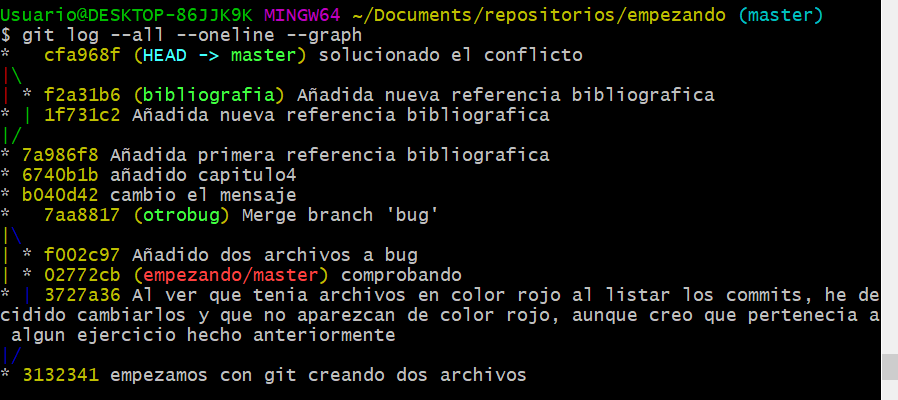 Usuario@DESKTOP-86JJK9K MINGW64 ~/Documents/repositorios/empezando (master)
$ git log --all --oneline --graph
*   cfa968f (HEAD -> master) solucionado el conflicto
|\
| * f2a31b6 (bibliografia) Añadida nueva referencia bibliografica
* | 1f731c2 Añadida nueva referencia bibliografica
|/
* 7a986f8 Añadida primera referencia bibliografica
* 6740b1b añadido capitulo4
* b040d42 cambio el mensaje
*   7aa8817 (otrobug) Merge branch 'bug'
|\
| * f002c97 Añadido dos archivos a bug
| * 02772cb (empezando/master) comprobando
* | 3727a36 Al ver que tenia archivos en color rojo al listar los commits, he de
cidido cambiarlos y que no aparezcan de color rojo, aunque creo que pertenecia a
 algun ejercicio hecho anteriormente
|/
* 3132341 empezamos con git creando dos archivos